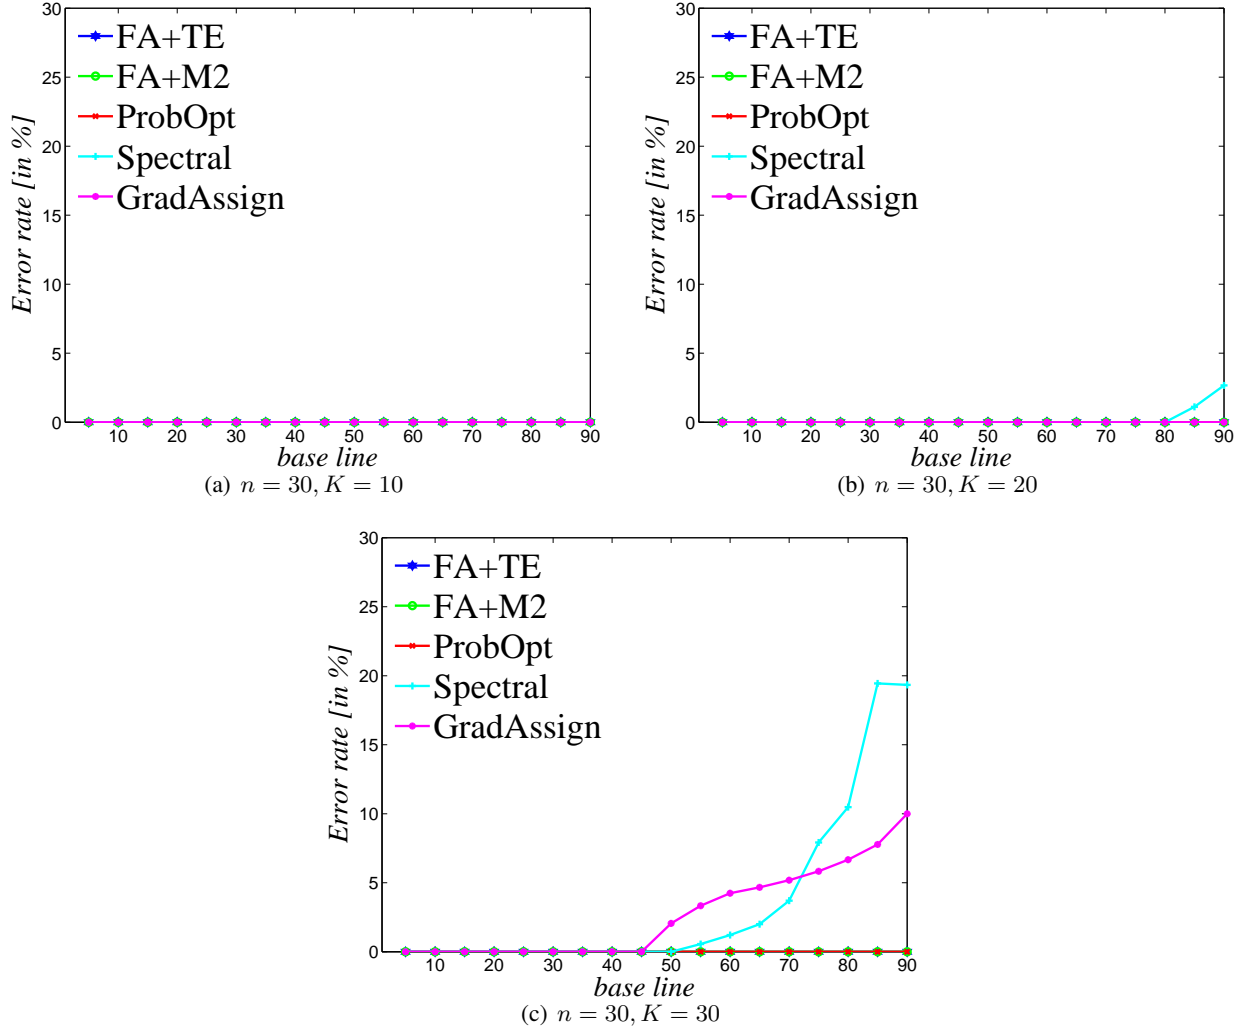 30
25
20
15
10
5
0
Error rate [in %]
FA+TE
FA+M2
ProbOpt
Spectral
GradAssign
10 20 30 40 50 60 70 80 90
base line
(a) n = 30, K = 10
30
25
20
15
10
5
0
Error rate [in %]
FA+TE
FA+M2
ProbOpt
Spectral
GradAssign
10 20 30 40 50 60 70 80 90
base line
(b) n = 30, K = 20
30
25
20
15
10
5
0
Error rate [in %]
FA+TE
FA+M2
ProbOpt
Spectral
GradAssign
10 20 30 40 50 60 70 80 90
base line
(c) n = 30, K = 30